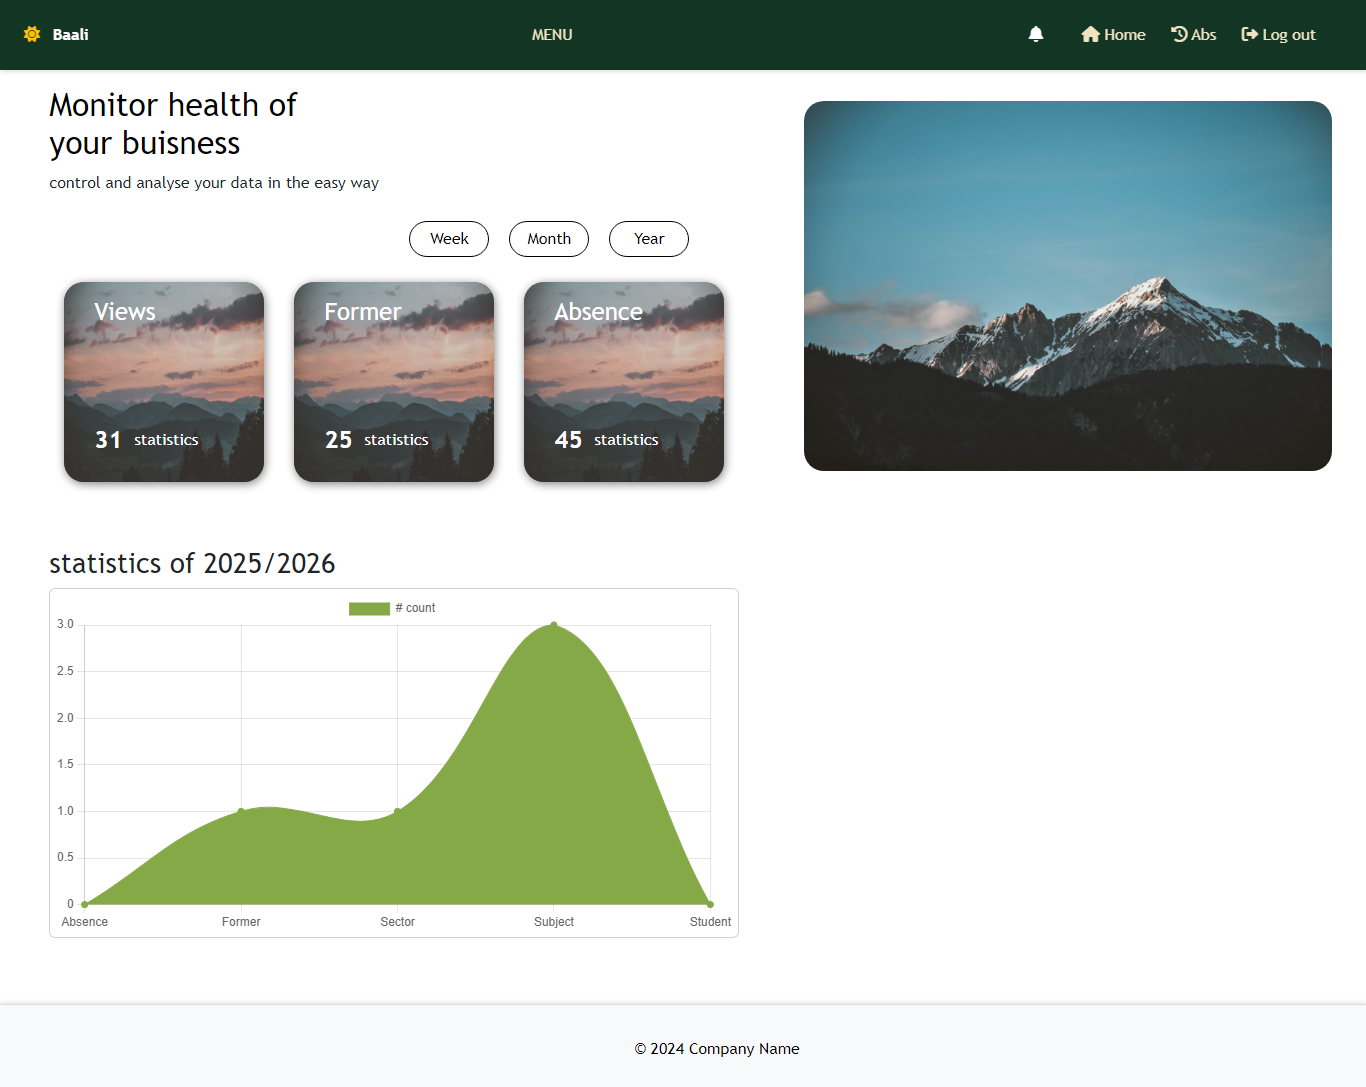 Baali
MENU
Home
Abs
Log out
Monitor health of
your buisness
control and analyse your data in the easy way
Week
Month
Year
Views
31 statistics
Former
25 statistics
Absence
45 statistics
statistics of 2025/2026
# count
3.0
2.5
2.0
1.5
1.0
0.5
0
Absence
Former
Sector
Subject
Student
© 2024 Company Name